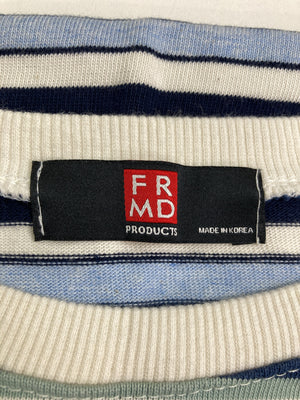 FR
MD
PRODUCTS
MADE IN KOREA